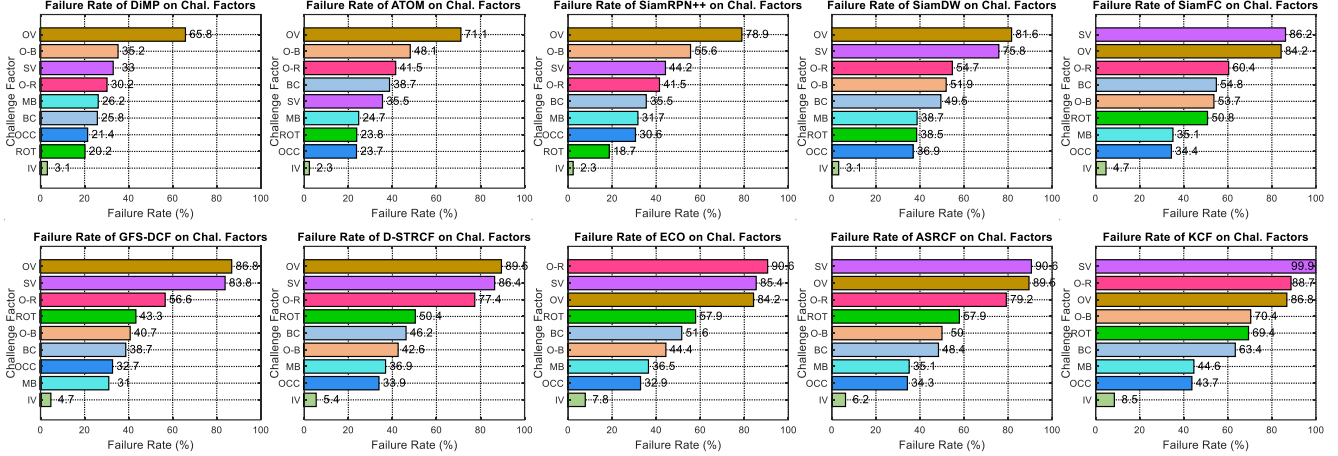 Failure Rate of DiMP on Chal. Factors
Challenge Factor
OV 65.8
O-B 35.2
SV 33
O-R 30.2
MB 26.2
BC 25.8
OCC 21.4
ROT 20.2
IV 3.1
0 20 40 60 80 100
Failure Rate (%)
Failure Rate of ATOM on Chal. Factors
Challenge Factor
OV 71.1
O-B 48.1
O-R 41.5
BC 38.7
SV 35.5
MB 24.7
ROT 23.8
OCC 23.7
IV 2.3
0 20 40 60 80 100
Failure Rate (%)
Failure Rate of SiamRPN++ on Chal. Factors
Challenge Factor
OV 78.9
O-B 55.6
SV 44.2
O-R 41.5
BC 35.5
MB 31.7
OCC 30.6
ROT 18.7
IV 2.3
0 20 40 60 80 100
Failure Rate (%)
Failure Rate of SiamDW on Chal. Factors
Challenge Factor
OV 81.6
SV 75.8
O-R 54.7
O-B 51.9
BC 49.5
MB 38.7
ROT 38.5
OCC 36.9
IV 3.1
0 20 40 60 80 100
Failure Rate (%)
Failure Rate of SiamFC on Chal. Factors
Challenge Factor
SV 86.2
OV 84.2
O-R 60.4
BC 54.8
O-B 53.7
ROT 50.8
MB 35.1
OCC 34.4
IV 4.7
0 20 40 60 80 100
Failure Rate (%)
Failure Rate of GFS-DCF on Chal. Factors
Challenge Factor
OV 86.8
SV 83.8
O-R 56.6
ROT 43.3
O-B 40.7
BC 38.7
OCC 32.7
MB 31
IV 4.7
0 20 40 60 80 100
Failure Rate (%)
Failure Rate of D-STRCF on Chal. Factors
Challenge Factor
OV 89.5
SV 86.4
O-R 77.4
ROT 50.4
BC 46.2
O-B 42.6
MB 36.9
OCC 33.9
IV 5.4
0 20 40 60 80 100
Failure Rate (%)
Failure Rate of ECO on Chal. Factors
Challenge Factor
O-R 90.6
SV 85.4
OV 84.2
ROT 57.9
BC 51.6
O-B 44.4
MB 36.5
OCC 32.9
IV 7.8
0 20 40 60 80 100
Failure Rate (%)
Failure Rate of ASRCF on Chal. Factors
Challenge Factor
SV 90.6
OV 89.6
O-R 79.2
ROT 57.9
O-B 50
BC 48.4
MB 35.1
OCC 34.3
IV 6.2
0 20 40 60 80 100
Failure Rate (%)
Failure Rate of KCF on Chal. Factors
Challenge Factor
SV 99.9
O-R 88.7
OV 86.8
O-B 70.4
ROT 69.4
BC 63.4
MB 44.6
OCC 43.7
IV 8.5
0 20 40 60 80 100
Failure Rate (%)